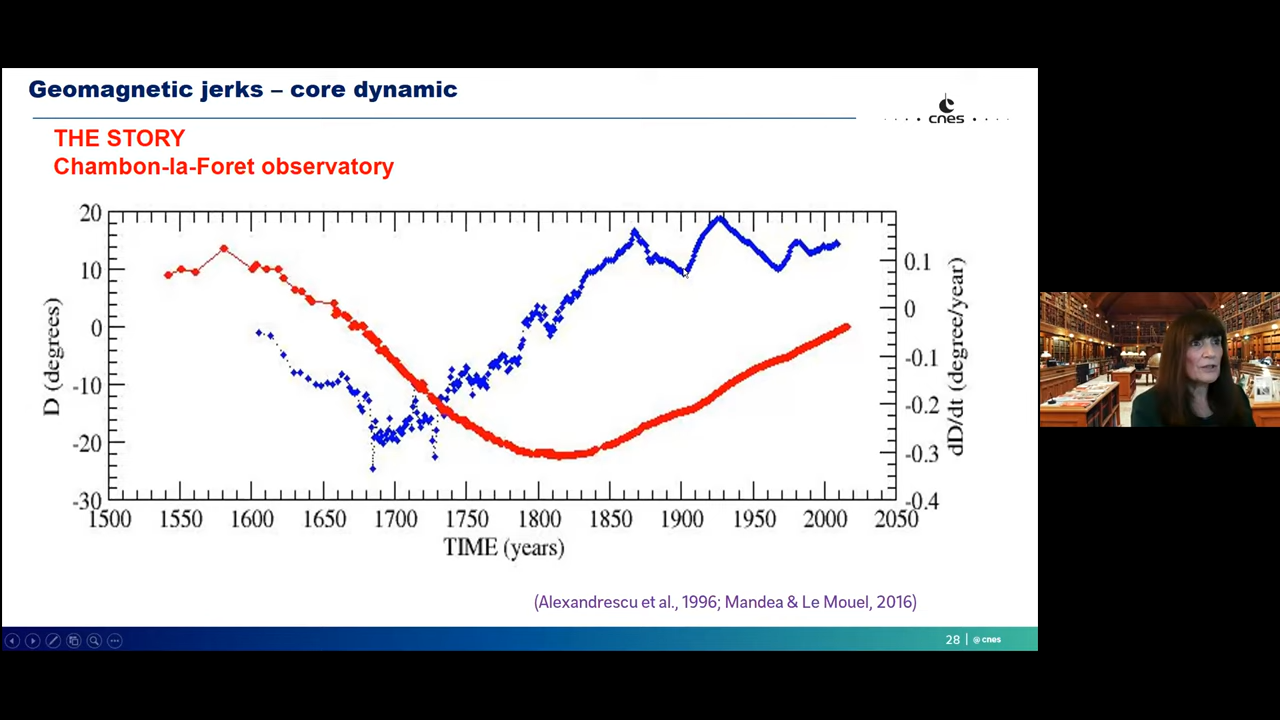 Geomagnetic jerks – core dynamic
cnes
THE STORY
Chambon-la-Foret observatory
20
10
0
-10
-20
-30
D (degrees)
0.1
0
-0.1
-0.2
-0.3
-0.4
dD/dt (degree/year)
1500 1550 1600 1650 1700 1750 1800 1850 1900 1950 2000 2050
TIME (years)
(Alexandrescu et al., 1996; Mandea & Le Mouel, 2016)
28 | @ cnes